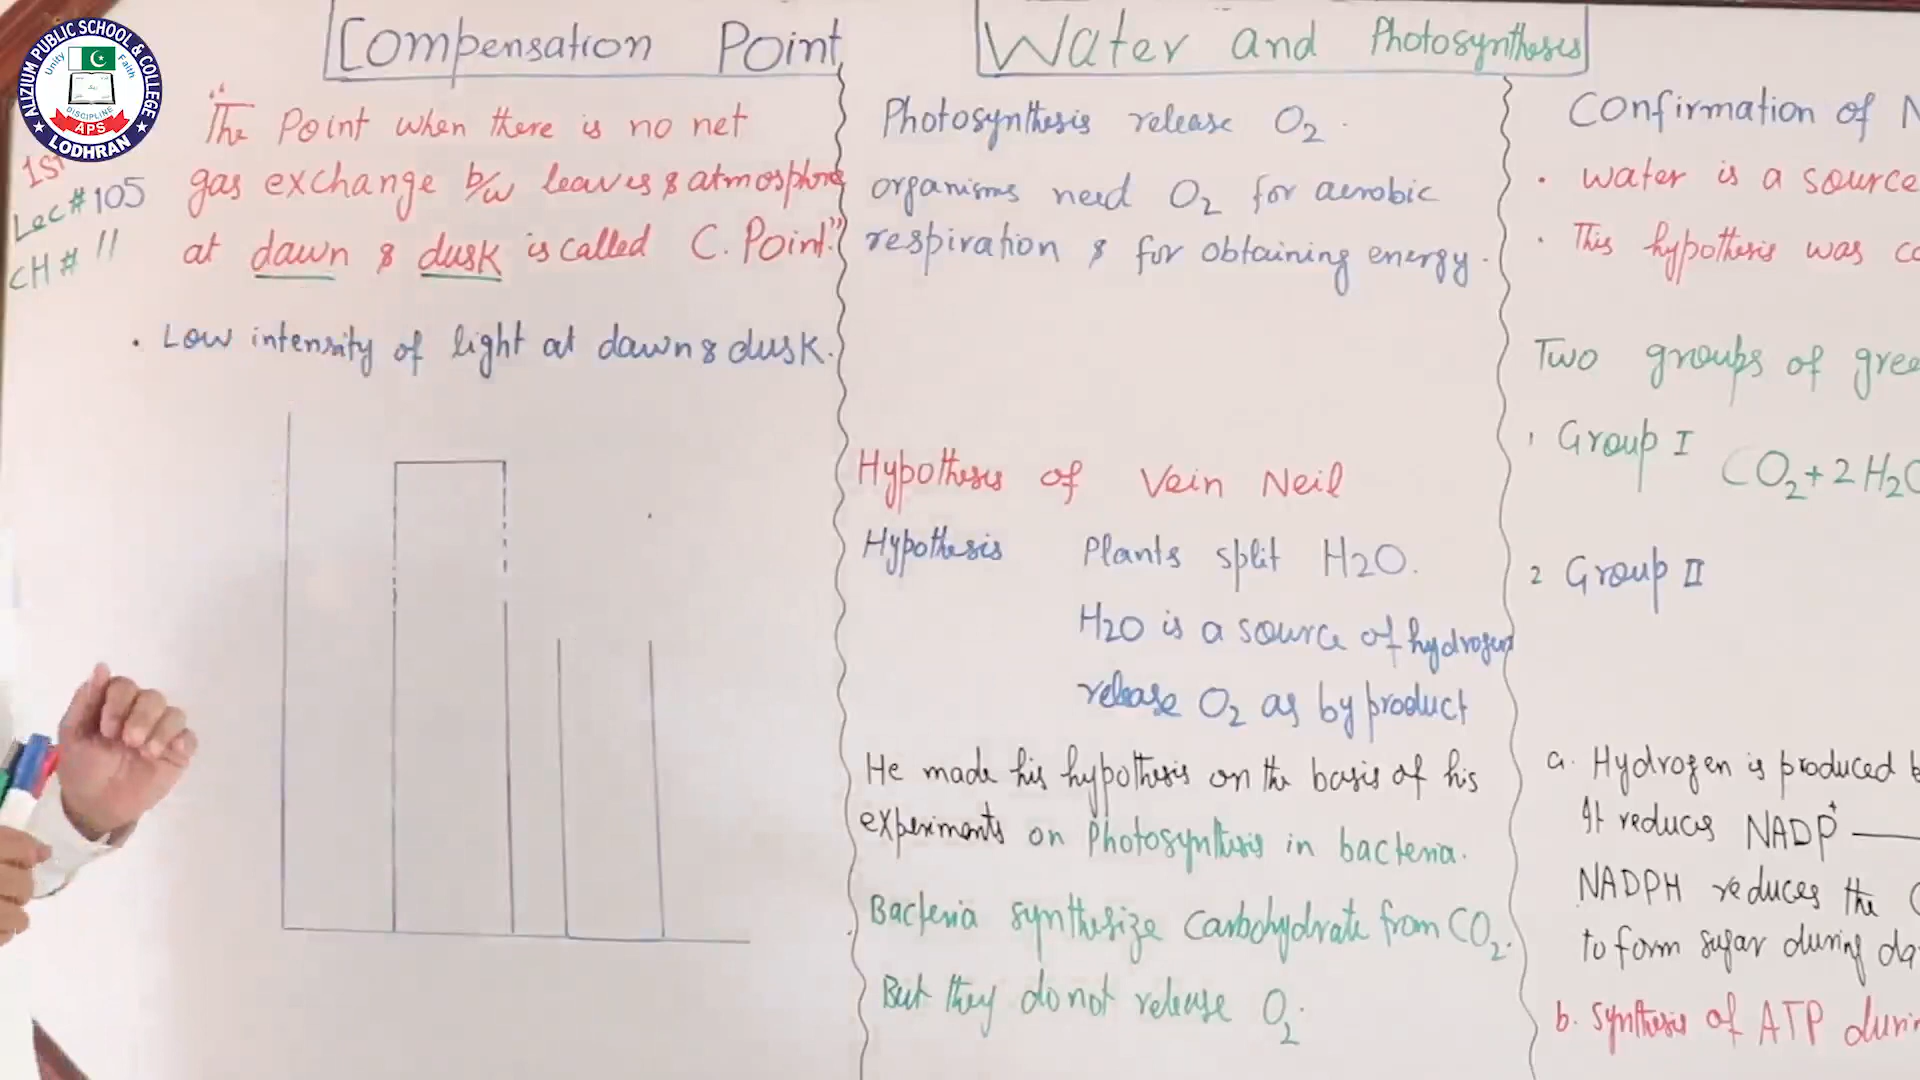 ALIZIUM PUBLIC SCHOOL & COLLEGE
Unity
Faith
DISCIPLINE
APS
LODHRAN
1st
Lec # 105
CH # 11
Compensation Point
"The Point when there is no net
gas exchange b/w leaves & atmosphere
at dawn & dusk is called C. Point."
. Low intensity of light at dawn & dusk.
Water and Photosynthesis
Photosynthesis release O2.
organisms need O2 for aerobic
respiration & for obtaining energy.
Hypothesis of Vein Neil
Hypothesis Plants split H2O.
H2O is a source of hydrogen
release O2 as by product
He made his hypothesis on the basis of his
experiments on Photosynthesis in bacteria.
Bacteria synthesize Carbohydrate from CO2.
But they do not release O2.
Confirmation of N
. water is a source
. This hypothesis was co
Two groups of gree
1 Group I CO2 + 2H2O
2 Group II
a. Hydrogen is produced b
It reduces NADP+
NADPH reduces the C
to form sugar during da
b. Synthesis of ATP durin